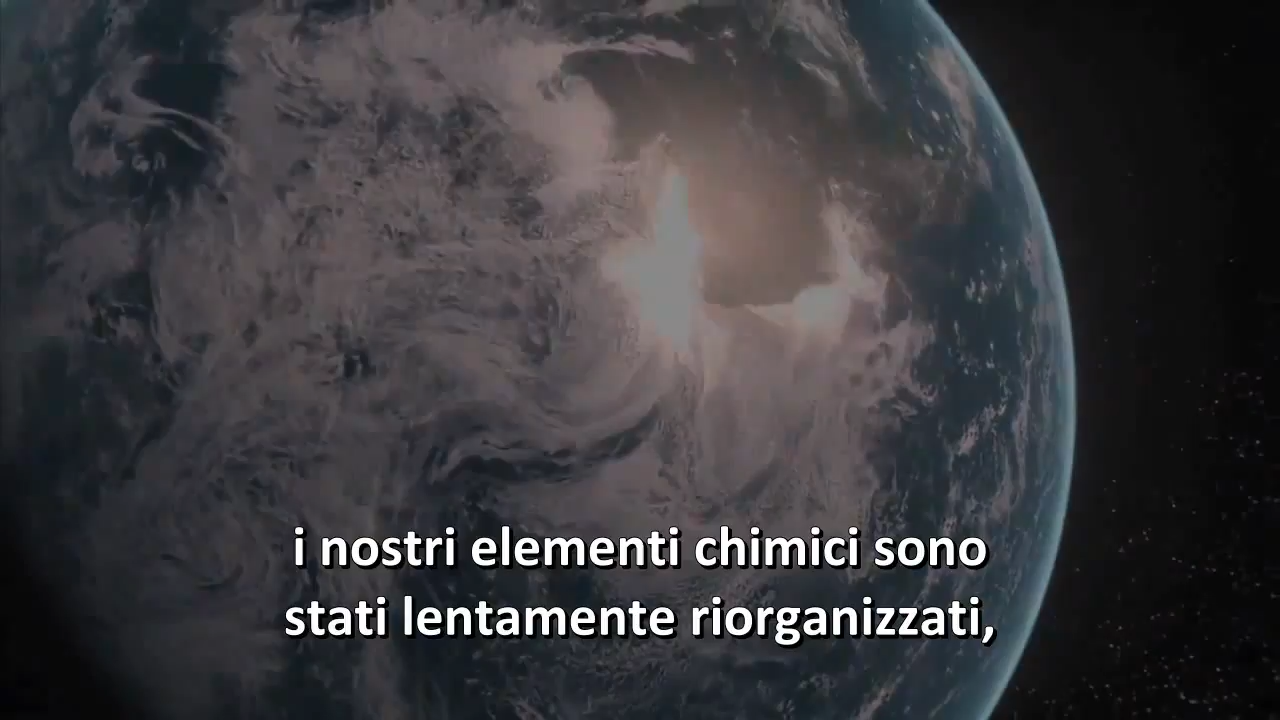 i nostri elementi chimici sono
stati lentamente riorganizzati,